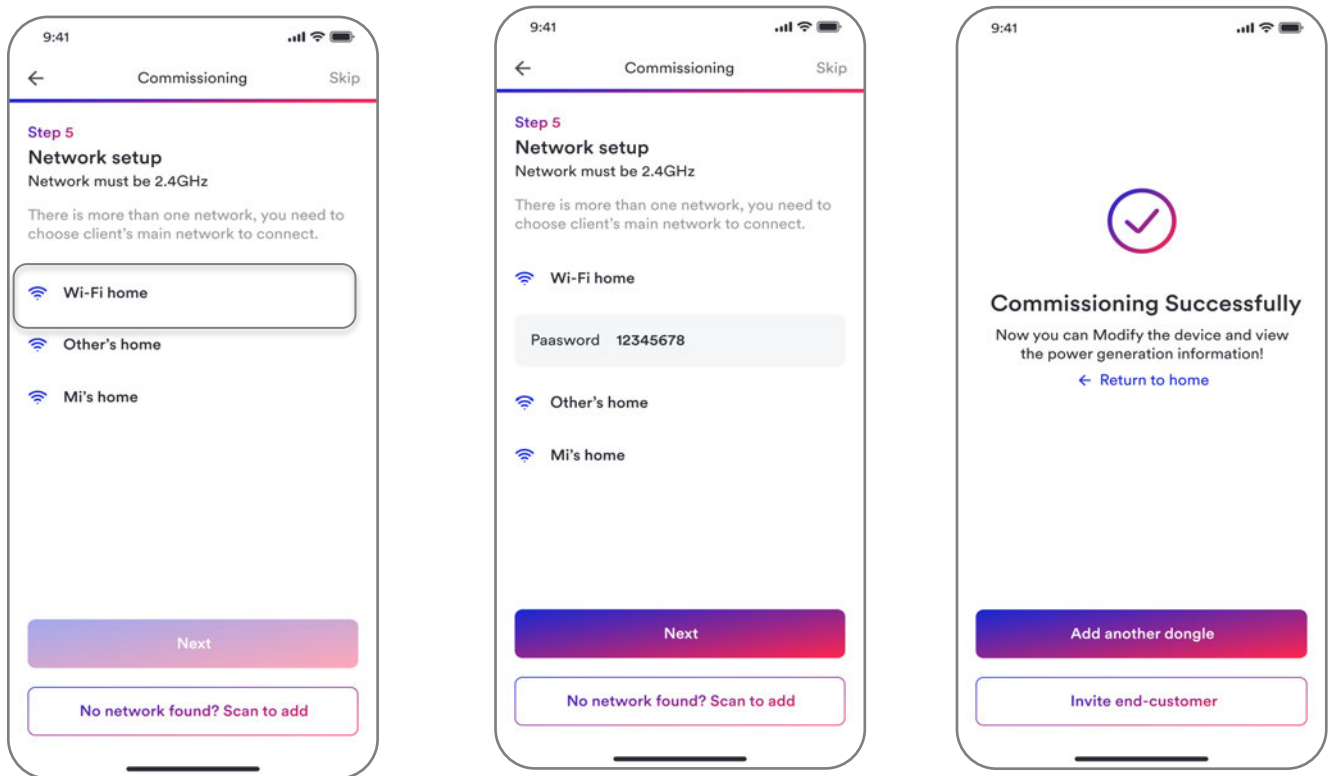 9:41
Commissioning
Skip
Step 5
Network setup
Network must be 2.4GHz
There is more than one network, you need to
choose client's main network to connect.
Wi-Fi home
Other's home
Mi's home
Next
No network found? Scan to add
9:41
Commissioning
Skip
Step 5
Network setup
Network must be 2.4GHz
There is more than one network, you need to
choose client's main network to connect.
Wi-Fi home
Paasword 12345678
Other's home
Mi's home
Next
No network found? Scan to add
9:41
Commissioning Successfully
Now you can Modify the device and view
the power generation information!
← Return to home
Add another dongle
Invite end-customer